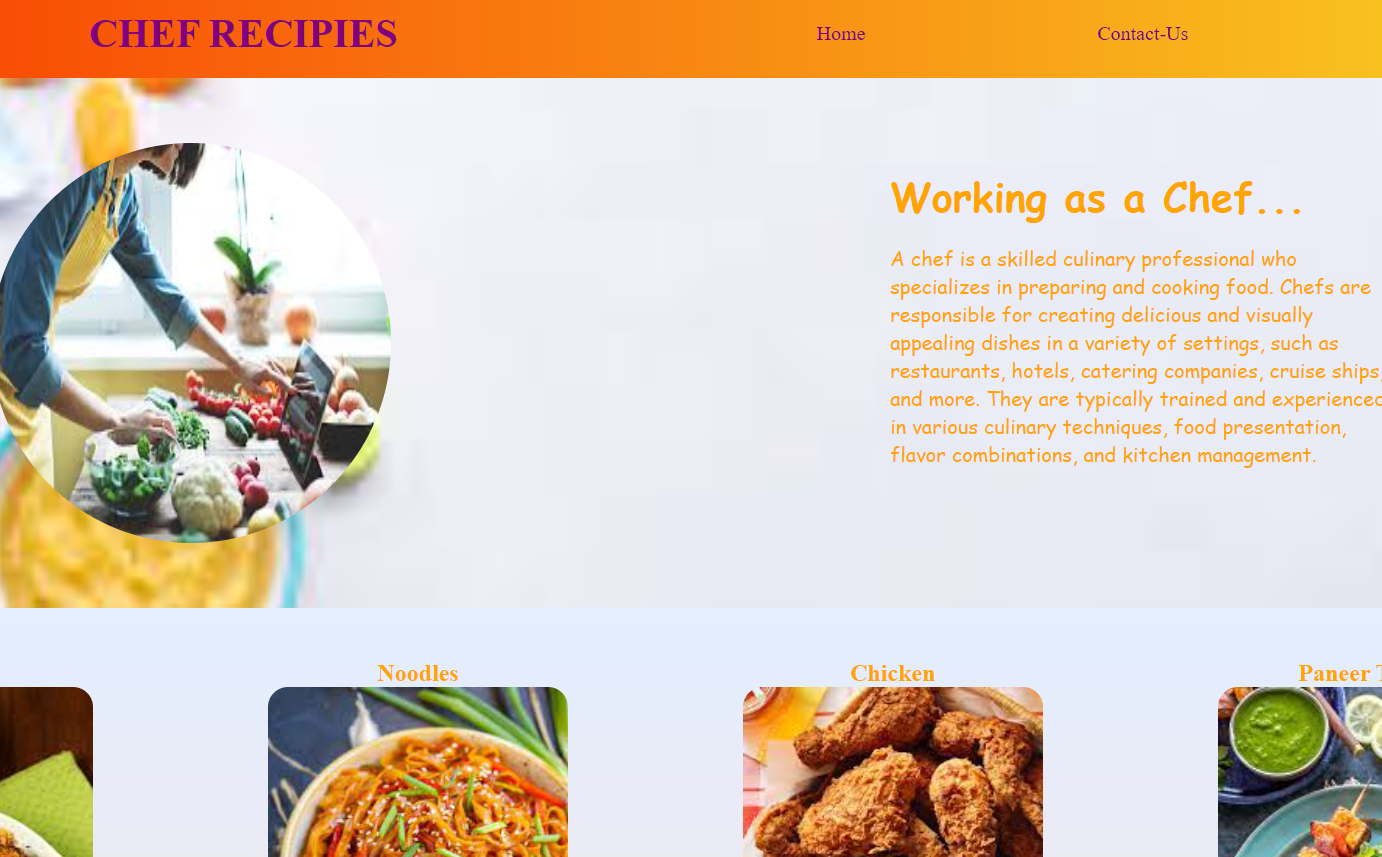 CHEF RECIPIES
Home
Contact-Us
Working as a Chef...
A chef is a skilled culinary professional who
specializes in preparing and cooking food. Chefs are
responsible for creating delicious and visually
appealing dishes in a variety of settings, such as
restaurants, hotels, catering companies, cruise ships,
and more. They are typically trained and experienced
in various culinary techniques, food presentation,
flavor combinations, and kitchen management.
Noodles
Chicken
Paneer